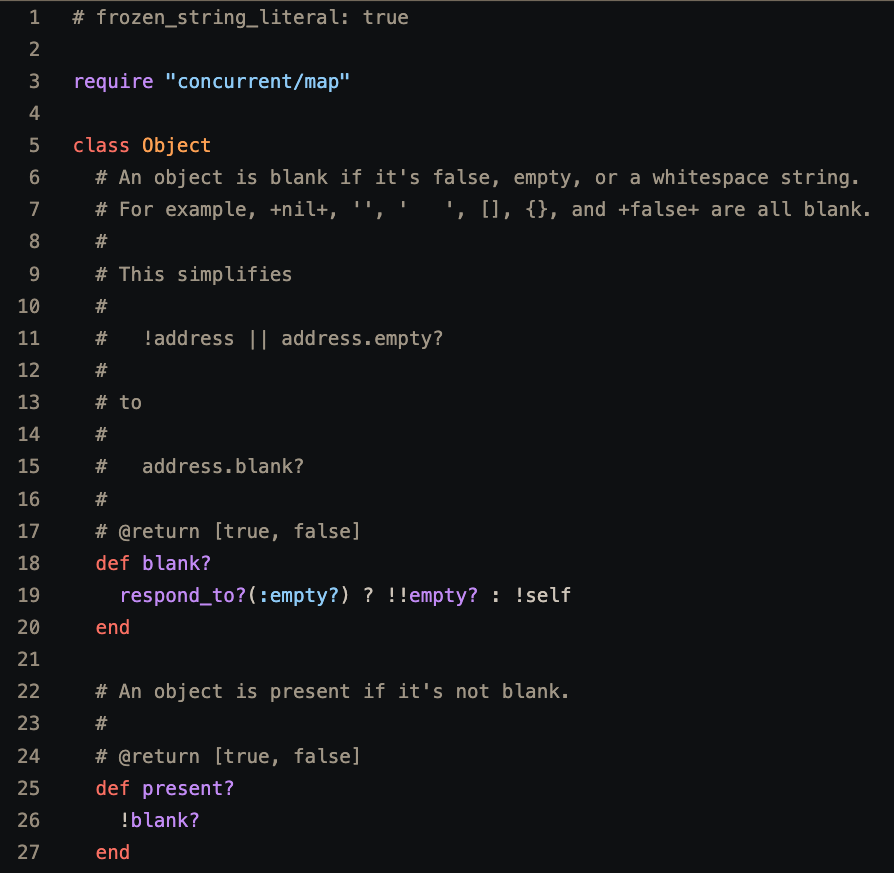 1 # frozen_string_literal: true
2
3 require "concurrent/map"
4
5 class Object
6   # An object is blank if it's false, empty, or a whitespace string.
7   # For example, +nil+, '', '   ', [], {}, and +false+ are all blank.
8   #
9   # This simplifies
10   #
11   #   !address || address.empty?
12   #
13   # to
14   #
15   #   address.blank?
16   #
17   # @return [true, false]
18   def blank?
19     respond_to?(:empty?) ? !!empty? : !self
20   end
21
22   # An object is present if it's not blank.
23   #
24   # @return [true, false]
25   def present?
26     !blank?
27   end